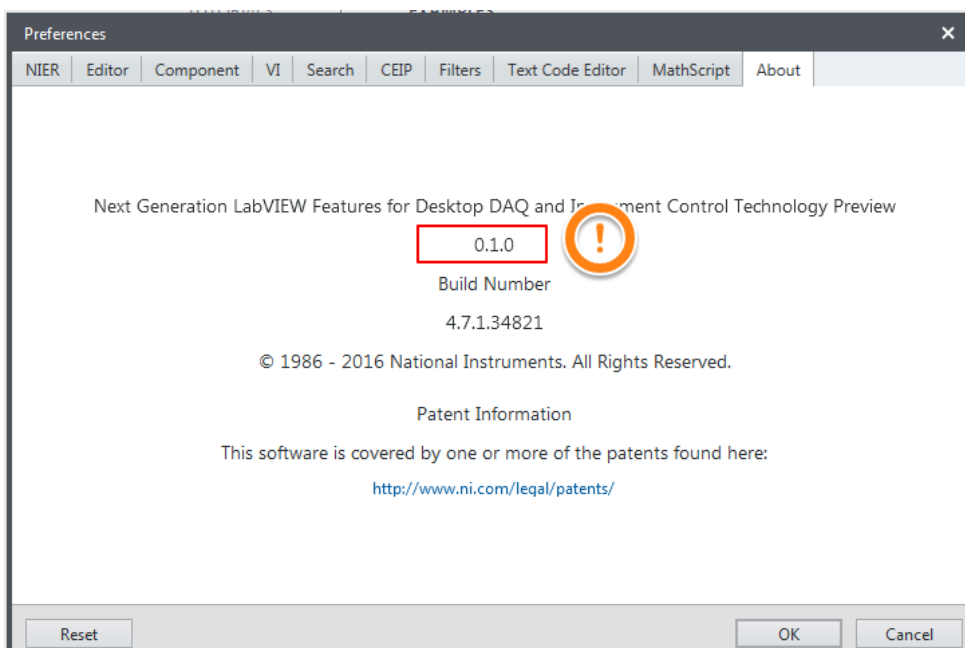 Preferences
NIER Editor Component VI Search CEIP Filters Text Code Editor MathScript About
Next Generation LabVIEW Features for Desktop DAQ and Instrument Control Technology Preview
0.1.0
!
Build Number
4.7.1.34821
© 1986 - 2016 National Instruments. All Rights Reserved.
Patent Information
This software is covered by one or more of the patents found here:
http://www.ni.com/legal/patents/
Reset OK Cancel